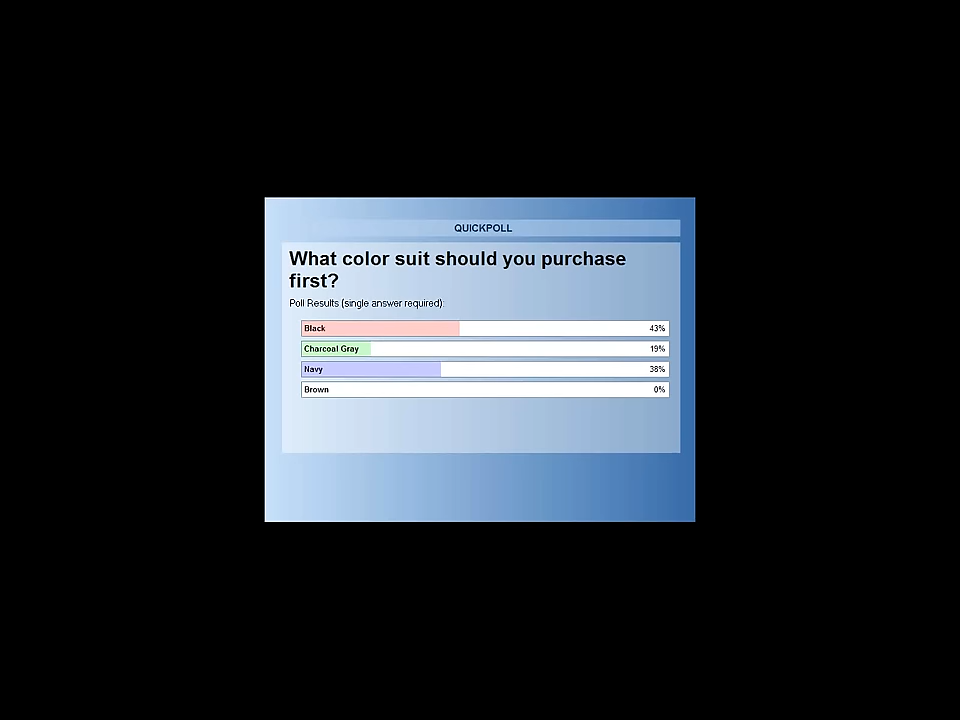 QUICKPOLL
What color suit should you purchase
first?
Poll Results (single answer required):
Black 43%
Charcoal Gray 19%
Navy 38%
Brown 0%